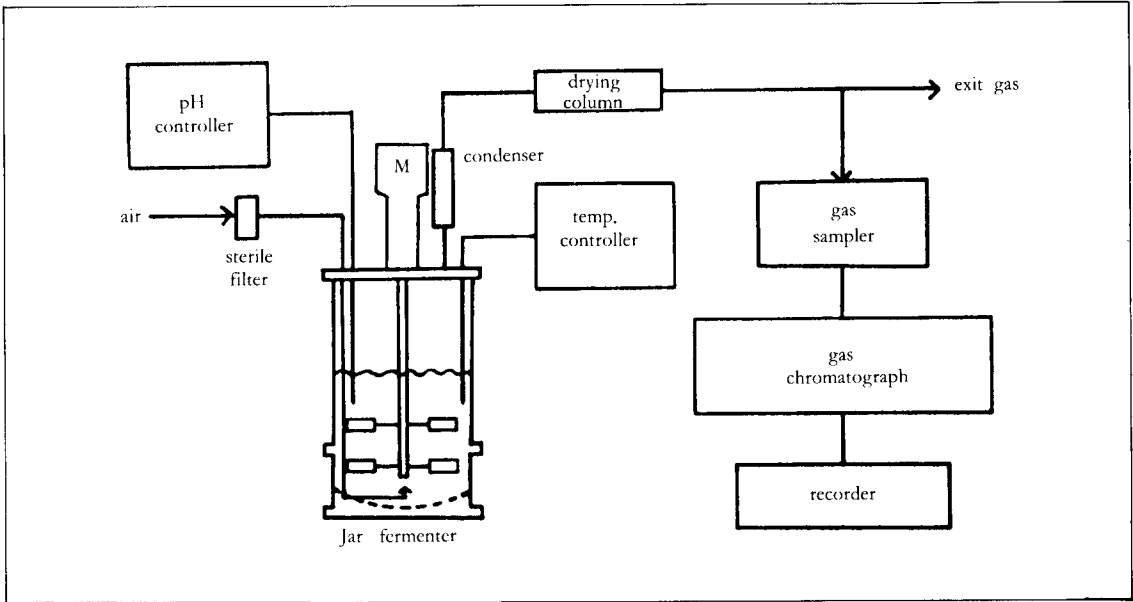 drying
column
exit gas
pH
controller
M
condenser
air
sterile
filter
temp.
controller
gas
sampler
gas
chromatograph
recorder
Jar fermenter